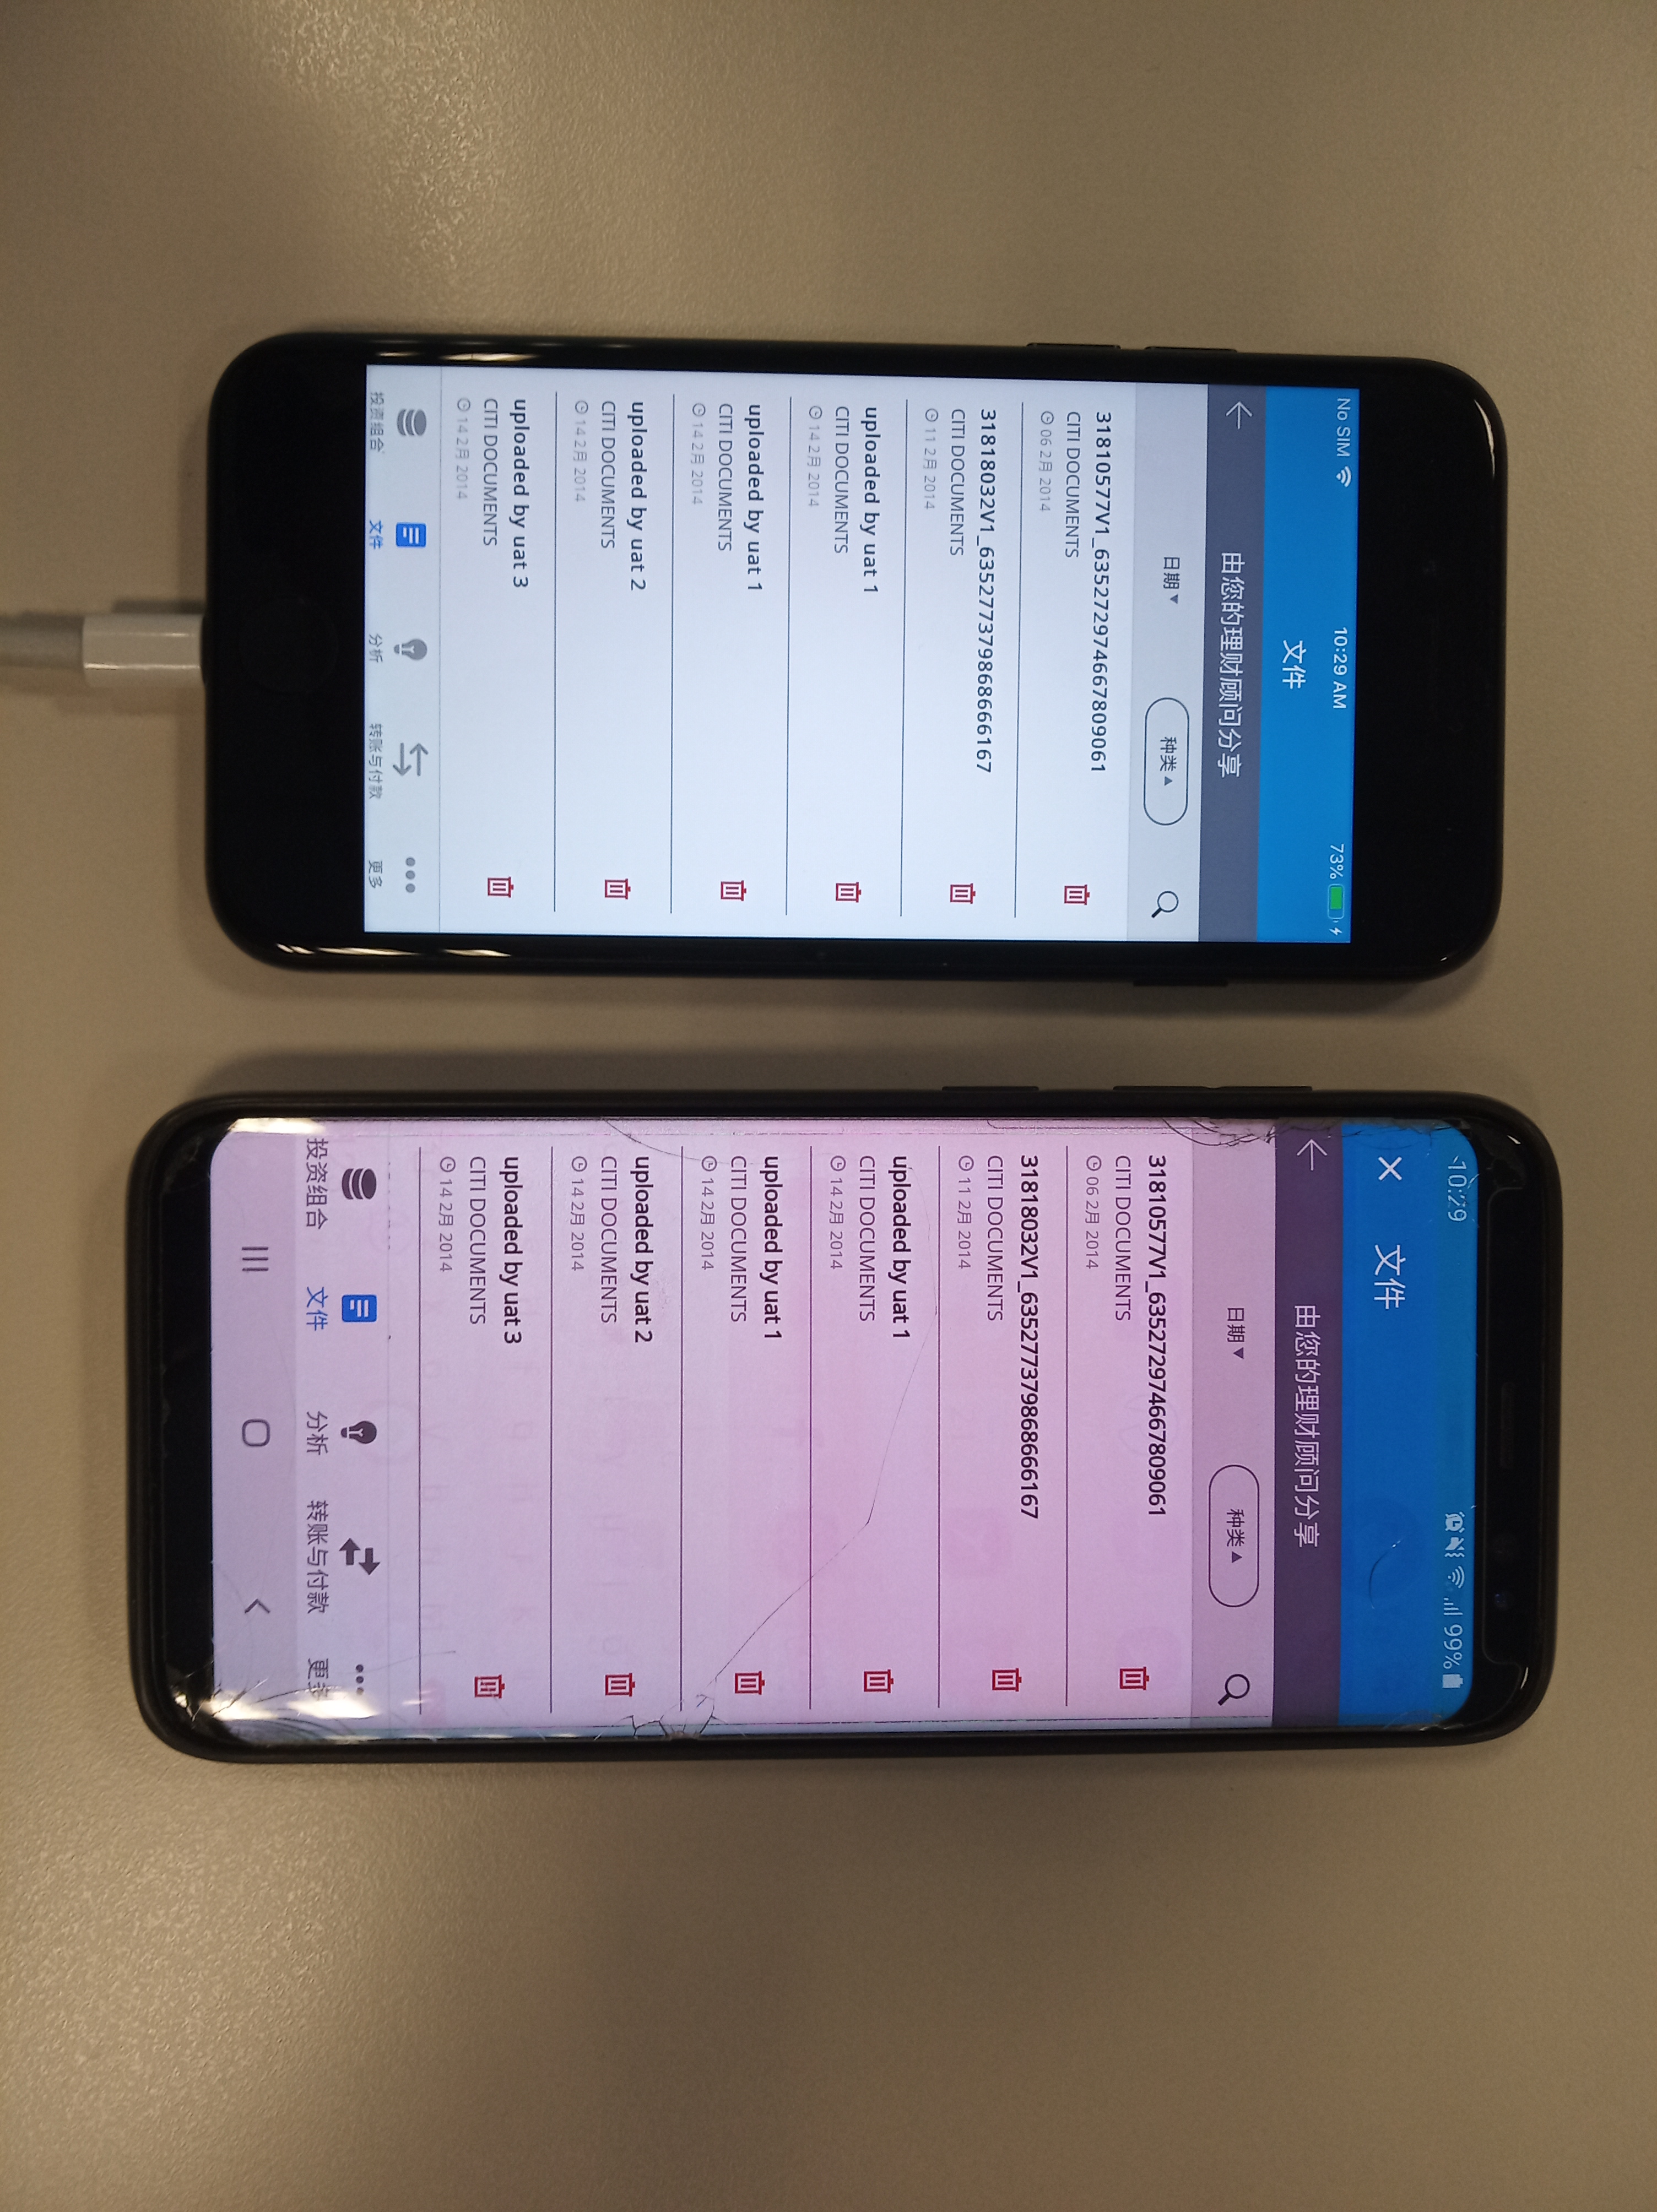 No SIM 10:29 AM 73%
文件
由您的理财顾问分享
日期▼ 种类▲
31810577V1_635272974667809061
CITI DOCUMENTS
06 2月 2014
31818032V1_635277379868666167
CITI DOCUMENTS
11 2月 2014
uploaded by uat 1
CITI DOCUMENTS
14 2月 2014
uploaded by uat 1
CITI DOCUMENTS
14 2月 2014
uploaded by uat 2
CITI DOCUMENTS
14 2月 2014
uploaded by uat 3
CITI DOCUMENTS
14 2月 2014
投资组合 文件 分析 转账与付款 更多
10:29 99%
文件
由您的理财顾问分享
日期▼ 种类▲
31810577V1_635272974667809061
CITI DOCUMENTS
06 2月 2014
31818032V1_635277379868666167
CITI DOCUMENTS
11 2月 2014
uploaded by uat 1
CITI DOCUMENTS
14 2月 2014
uploaded by uat 1
CITI DOCUMENTS
14 2月 2014
uploaded by uat 2
CITI DOCUMENTS
14 2月 2014
uploaded by uat 3
CITI DOCUMENTS
14 2月 2014
投资组合 文件 分析 转账与付款 更多